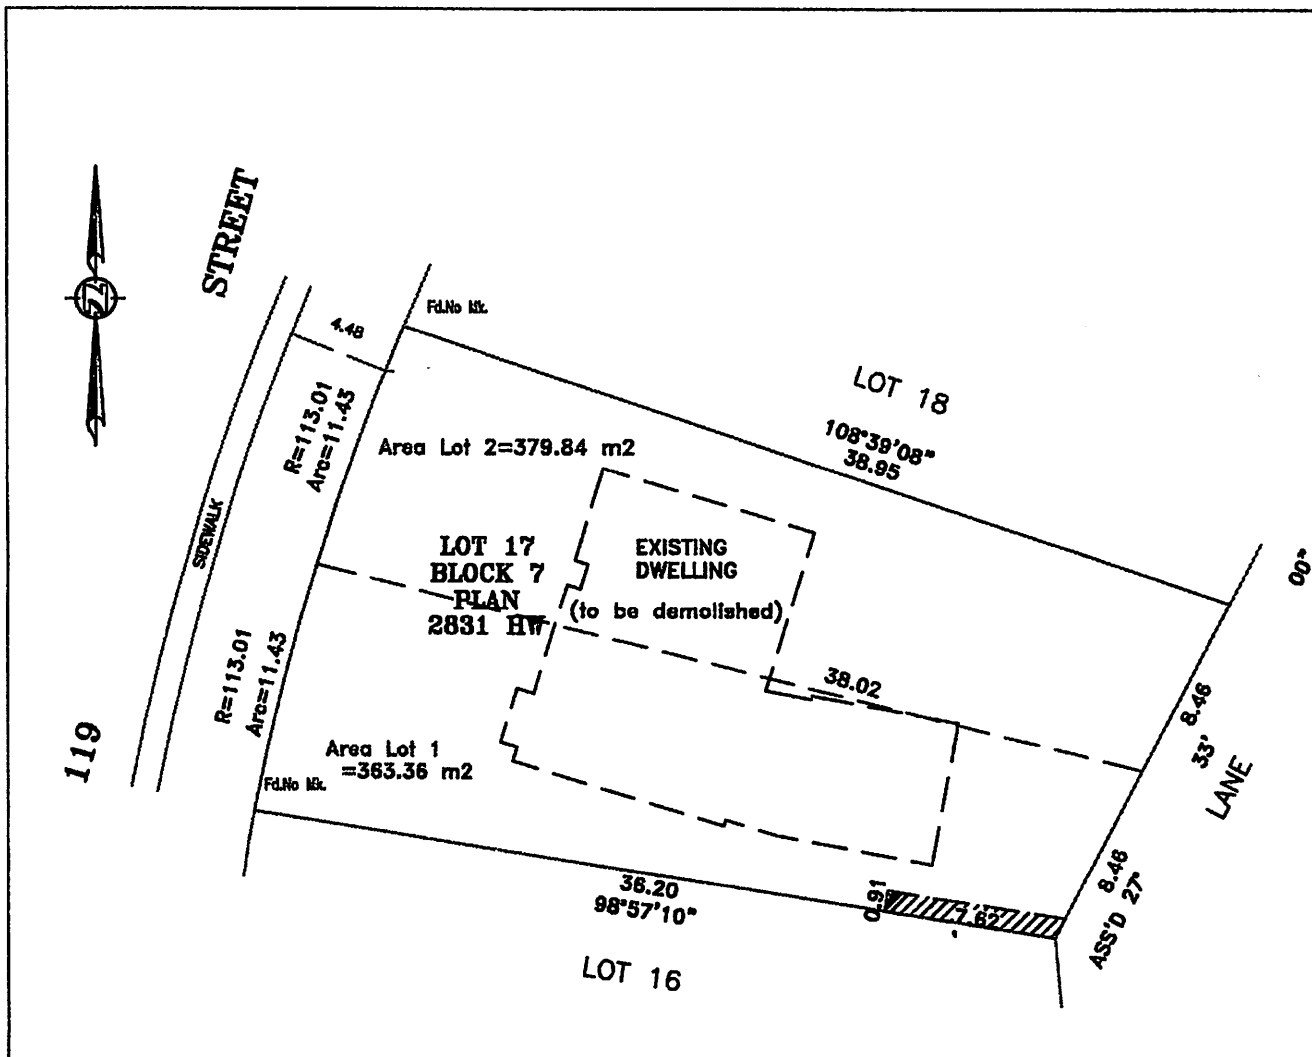 STREET
Fd.No Mk.
4.48
LOT 18
108°39'08"
38.95
R=113.01
Arc=11.43
Area Lot 2=379.84 m2
SIDEWALK
LOT 17
BLOCK 7
PLAN
2831 HW
EXISTING
DWELLING
(to be demolished)
00"
R=113.01
Arc=11.43
38.02
8.46
33'
LANE
119
Area Lot 1
=363.36 m2
Fd.No Mk.
36.20
98°57'10"
0.91
7.62
8.46
ASS'D 27°
LOT 16